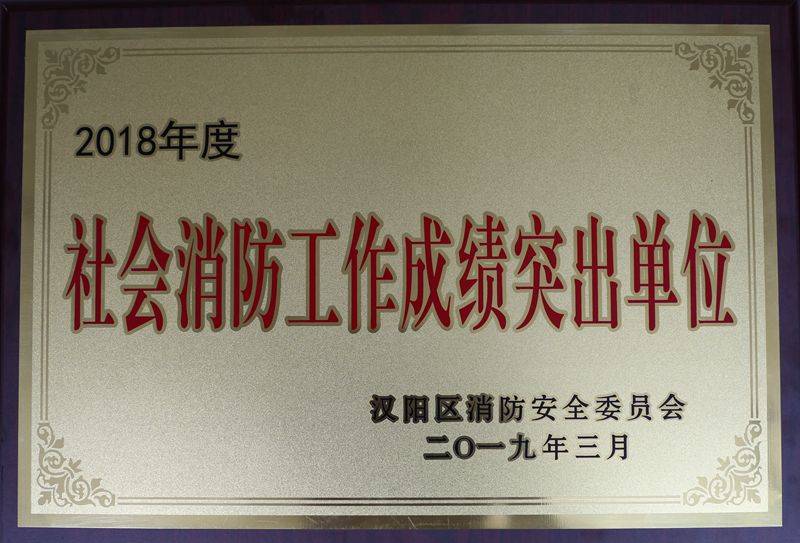 2018年度
社会消防工作成绩突出单位
汉阳区消防安全委员会
二〇一九年三月